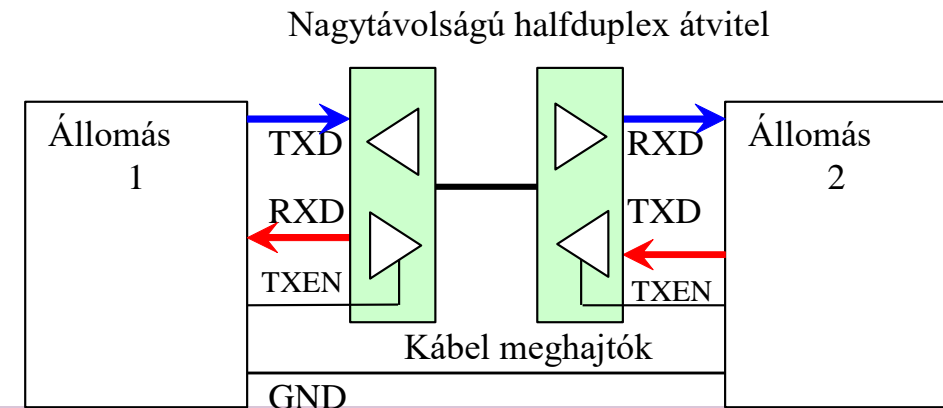 Nagytávolságú halfduplex átvitel
Állomás
1
TXD
RXD
TXEN
RXD
TXD
TXEN
Állomás
2
Kábel meghajtók
GND